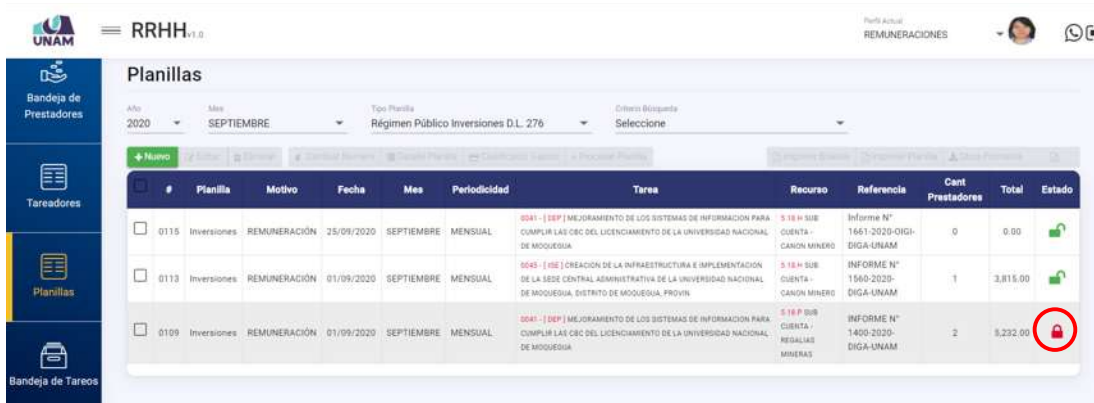 UNAM
RRHH v1.0
Perfil Actual
REMUNERACIONES
Bandeja de
Prestadores
Tareadores
Planillas
Bandeja de Tareos
Planillas
Año
2020
Mes
SEPTIEMBRE
Tipo Planilla
Régimen Público Inversiones D.L. 276
Criterio Búsqueda
Seleccione
+ Nuevo Editar Eliminar
# Planilla Motivo Fecha Mes Periodicidad Tarea Recurso Referencia Cant Prestadores Total Estado
0115 Inversiones REMUNERACIÓN 25/09/2020 SEPTIEMBRE MENSUAL
0041 - [ DEP ] MEJORAMIENTO DE LOS SISTEMAS DE INFORMACION PARA
CUMPLIR LAS CBC DEL LICENCIAMIENTO DE LA UNIVERSIDAD NACIONAL
DE MOQUEGUA
5 18 H SUB
CUENTA -
CANON MINERO
Informe N°
1661-2020-OIGI-
DIGA-UNAM
0 0.00
0113 Inversiones REMUNERACIÓN 01/09/2020 SEPTIEMBRE MENSUAL
0045 - [ ISE ] CREACION DE LA INFRAESTRUCTURA E IMPLEMENTACIÓN
DE LA SEDE CENTRAL ADMINISTRATIVA DE LA UNIVERSIDAD NACIONAL
DE MOQUEGUA, DISTRITO DE MOQUEGUA, PROVIN
5 18 H SUB
CUENTA -
CANON MINERO
INFORME N°
1560-2020-
DIGA-UNAM
1 3,815.00
0109 Inversiones REMUNERACIÓN 01/09/2020 SEPTIEMBRE MENSUAL
0041 - [ DEP ] MEJORAMIENTO DE LOS SISTEMAS DE INFORMACION PARA
CUMPLIR LAS CBC DEL LICENCIAMIENTO DE LA UNIVERSIDAD NACIONAL
DE MOQUEGUA
5 18 P SUB
CUENTA -
REGALIAS
MINERAS
INFORME N°
1400-2020-
DIGA-UNAM
2 5,232.00